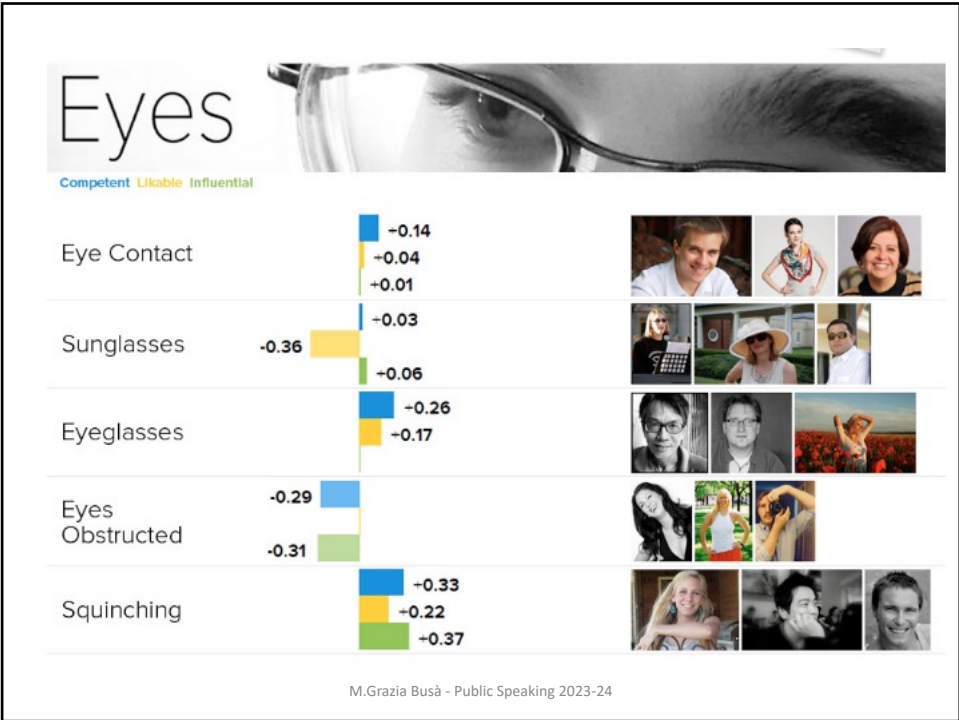 Eyes
Competent Likable Influential
Eye Contact
+0.14
+0.04
+0.01
Sunglasses
+0.03
-0.36
+0.06
Eyeglasses
+0.26
+0.17
Eyes
Obstructed
-0.29
-0.31
Squinching
+0.33
+0.22
+0.37
M.Grazia Busà - Public Speaking 2023-24